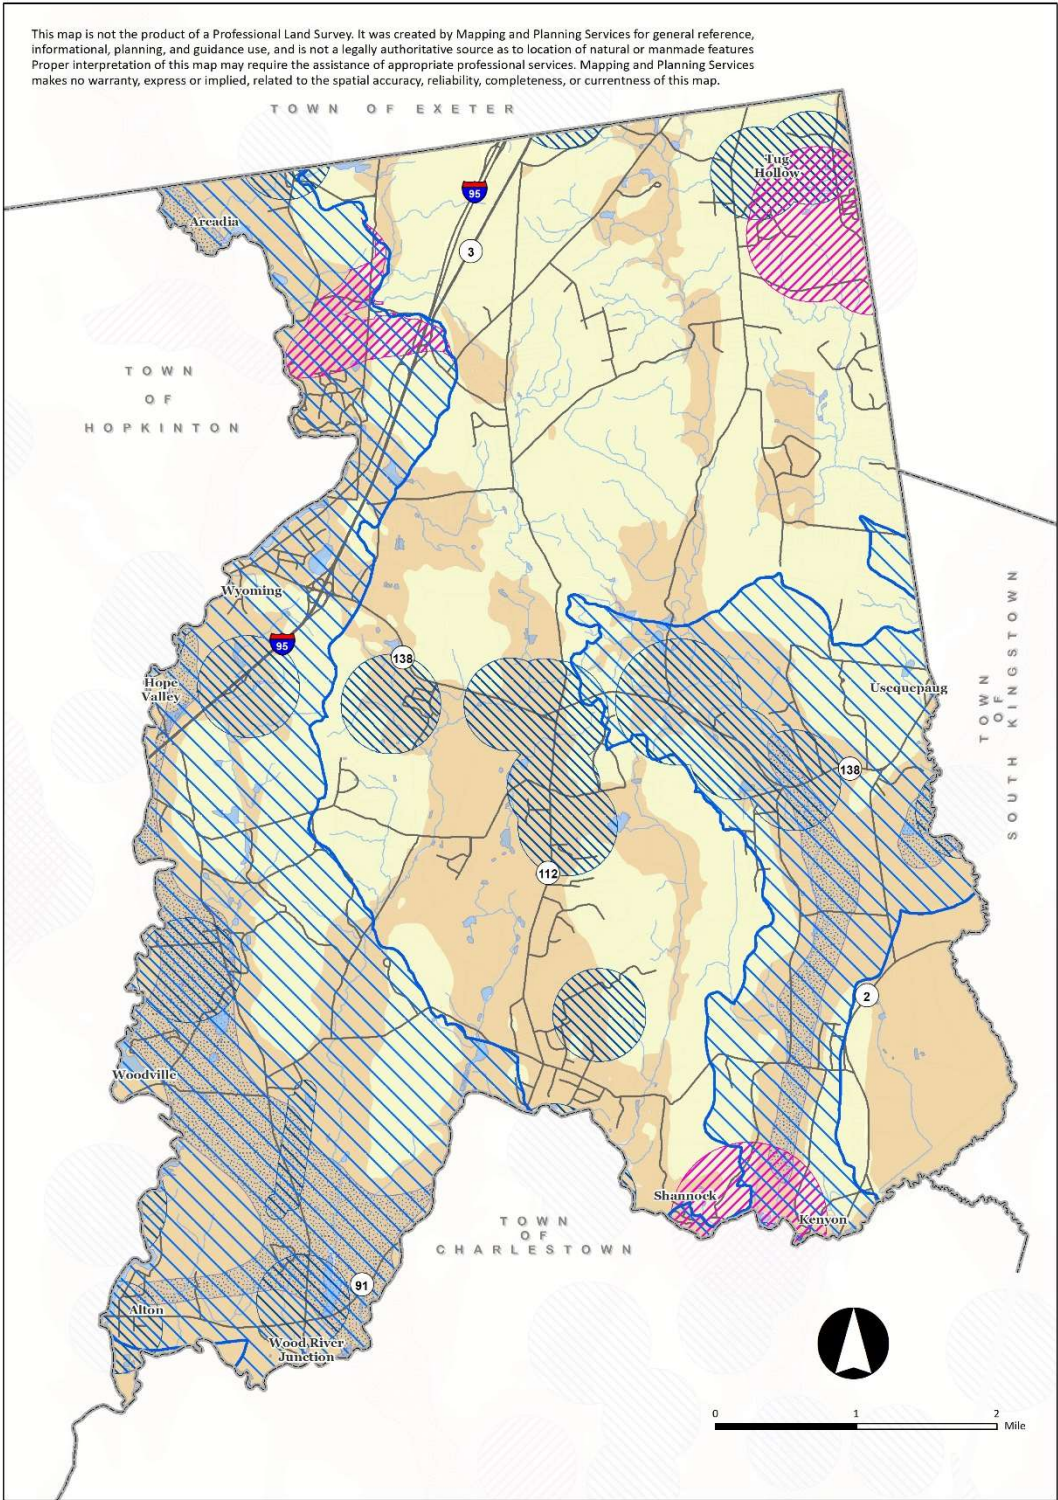 This map is not the product of a Professional Land Survey. It was created by Mapping and Planning Services for general reference,
informational, planning, and guidance use, and is not a legally authoritative source as to location of natural or manmade features
Proper interpretation of this map may require the assistance of appropriate professional services. Mapping and Planning Services
makes no warranty, express or implied, related to the spatial accuracy, reliability, completeness, or currentness of this map.
TOWN OF EXETER
Tug
Hollow
95
Arcadia
3
TOWN
OF
HOPKINTON
Wyoming
95
138
Hope
Valley
Usequepaug
TOWN
OF
SOUTH KINGSTOWN
138
112
2
Woodville
Shannock
Kenyon
TOWN
OF
CHARLESTOWN
91
Alton
Wood River
Junction
0 1 2
Mile